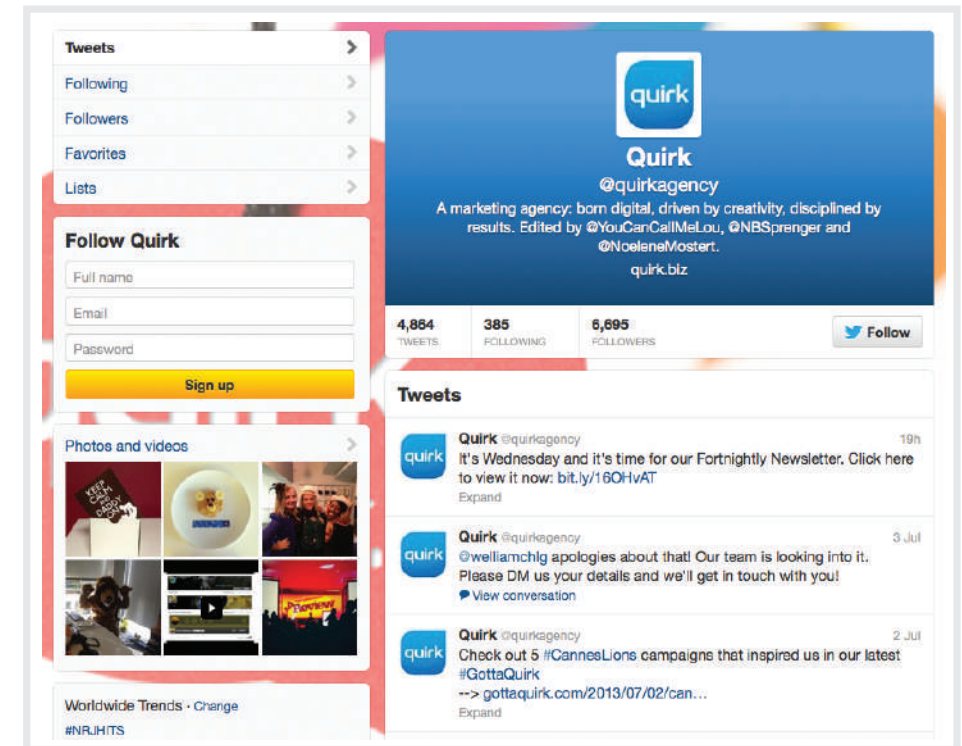 Tweets
Following
Followers
Favorites
Lists
Follow Quirk
Full name
Email
Password
Sign up
Photos and videos
KEEP
CALM
AND
DADDY
ON
Worldwide Trends · Change
#NRJHITS
quirk
Quirk
@quirkagency
A marketing agency: born digital, driven by creativity, disciplined by
results. Edited by @YouCanCallMeLou, @NBSprenger and
@NoeleneMostert.
quirk.biz
4,864 385 6,695
TWEETS FOLLOWING FOLLOWERS
Follow
Tweets
quirk
Quirk @quirkagency 19h
It's Wednesday and it's time for our Fortnightly Newsletter. Click here
to view it now: bit.ly/16OHvAT
Expand
quirk
Quirk @quirkagency 3 Jul
@welliamchlg apologies about that! Our team is looking into it.
Please DM us your details and we'll get in touch with you!
View conversation
quirk
Quirk @quirkagency 2 Jul
Check out 5 #CannesLions campaigns that inspired us in our latest
#GottaQuirk
--> gottaquirk.com/2013/07/02/can...
Expand